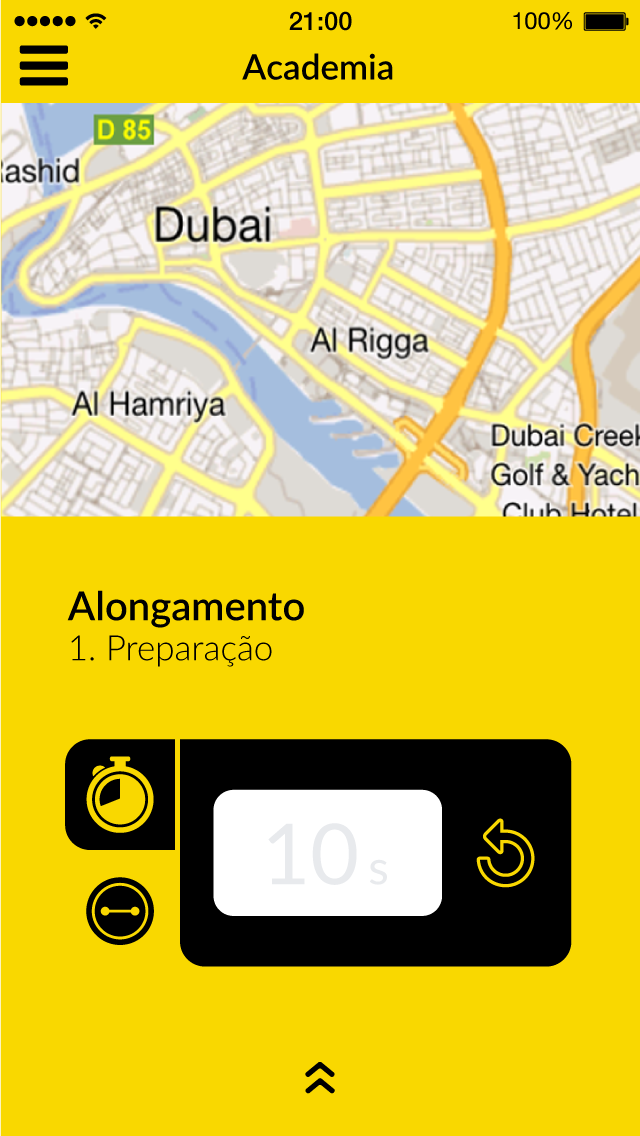 21:00
100%
Academia
D 85
Rashid
Dubai
Al Rigga
Al Hamriya
Dubai Creek
Golf & Yach
Club Hotel
Alongamento
1. Preparação
10 s